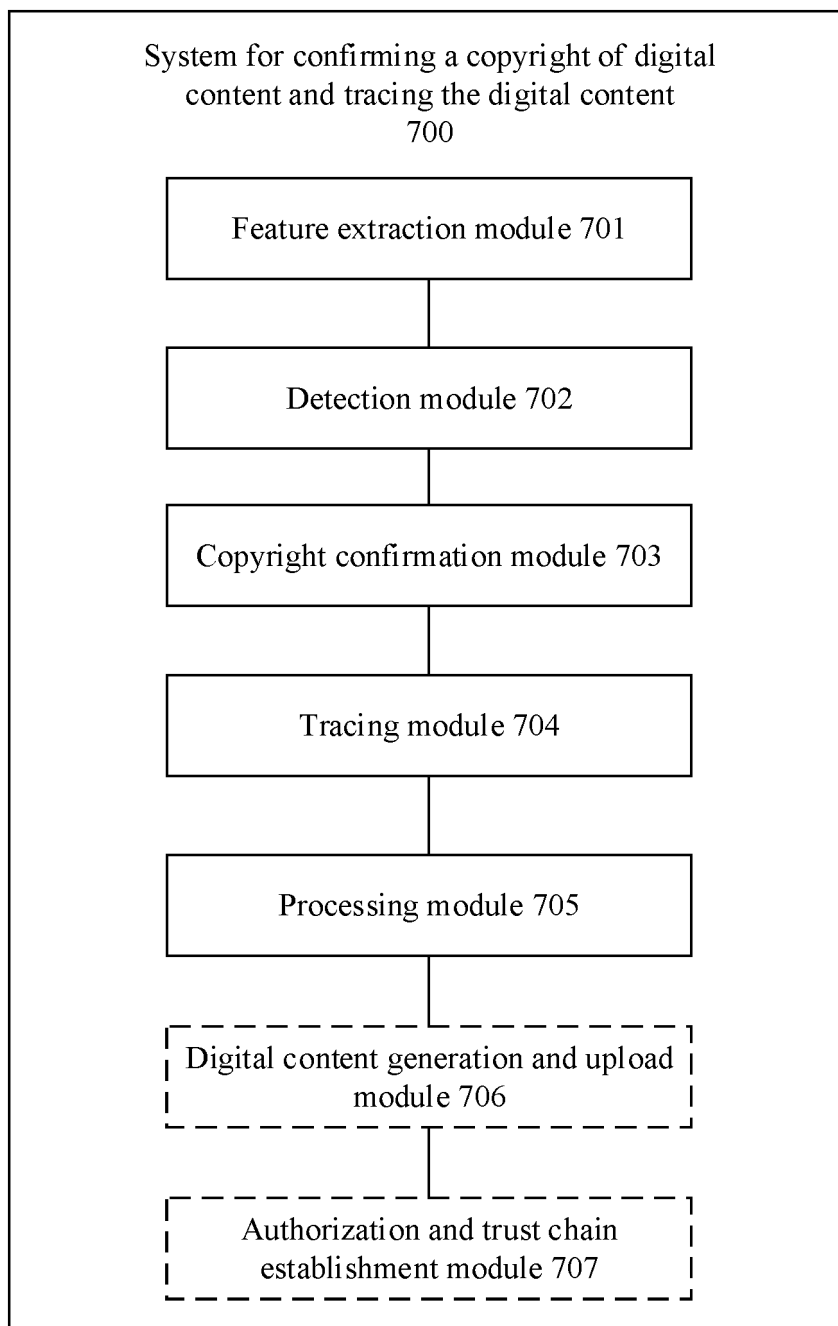 System for confirming a copyright of digital
content and tracing the digital content
700
Feature extraction module 701
Detection module 702
Copyright confirmation module 703
Tracing module 704
Processing module 705
Digital content generation and upload
module 706
Authorization and trust chain
establishment module 707